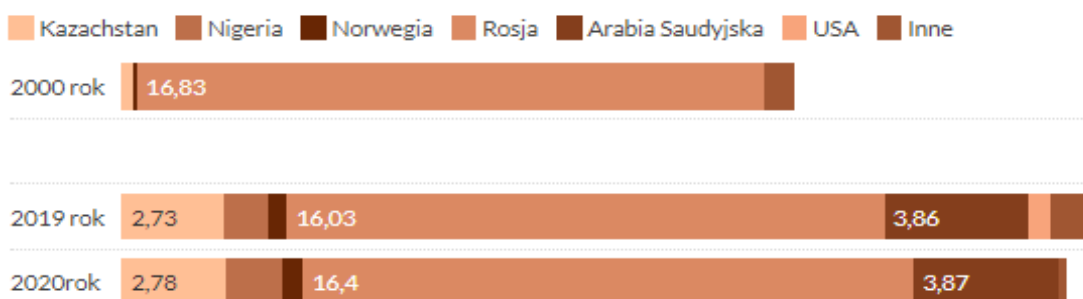 Kazachstan Nigeria Norwegia Rosja Arabia Saudyjska USA Inne
2000 rok 16,83
2019 rok 2,73 16,03 3,86
2020rok 2,78 16,4 3,87